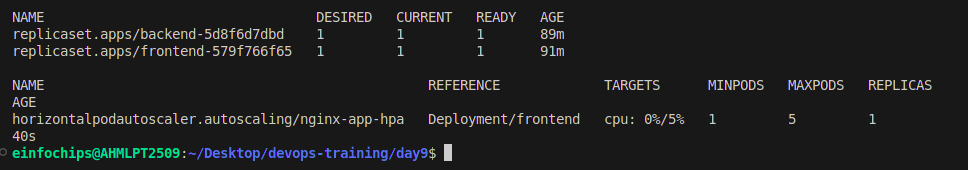 NAME DESIRED CURRENT READY AGE
replicaset.apps/backend-5d8f6d7dbd 1 1 1 89m
replicaset.apps/frontend-579f766f65 1 1 1 91m
NAME REFERENCE TARGETS MINPODS MAXPODS REPLICAS
AGE
horizontalpodautoscaler.autoscaling/nginx-app-hpa Deployment/frontend cpu: 0%/5% 1 5 1
40s
einfochips@AHMLPT2509:~/Desktop/devops-training/day9$